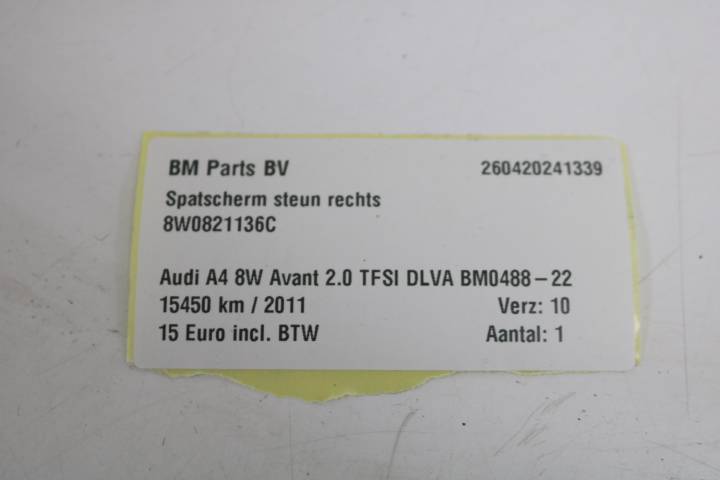 BM Parts BV 260420241339
Spatscherm steun rechts
8W0821136C
Audi A4 8W Avant 2.0 TFSI DLVA BM0488-22
15450 km / 2011 Verz: 10
15 Euro incl. BTW Aantal: 1